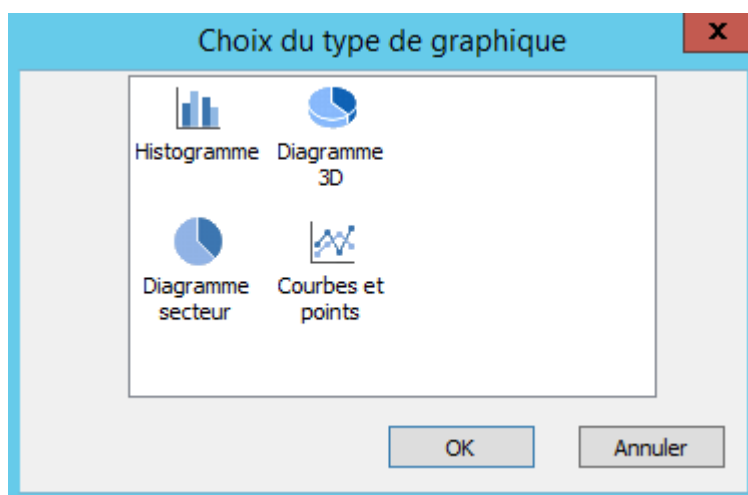 Choix du type de graphique
x
Histogramme
Diagramme
3D
Diagramme
secteur
Courbes et
points
OK
Annuler